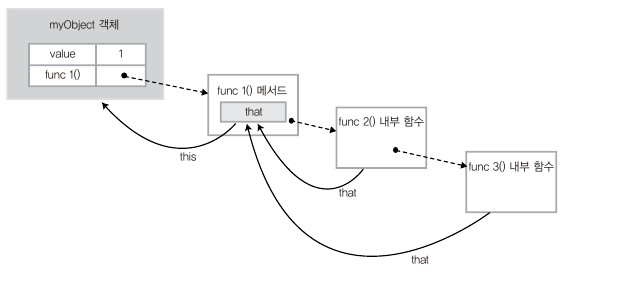 myObject 객체
value 1
func 1()
func 1() 메서드
that
func 2() 내부 함수
func 3() 내부 함수
this
that
that